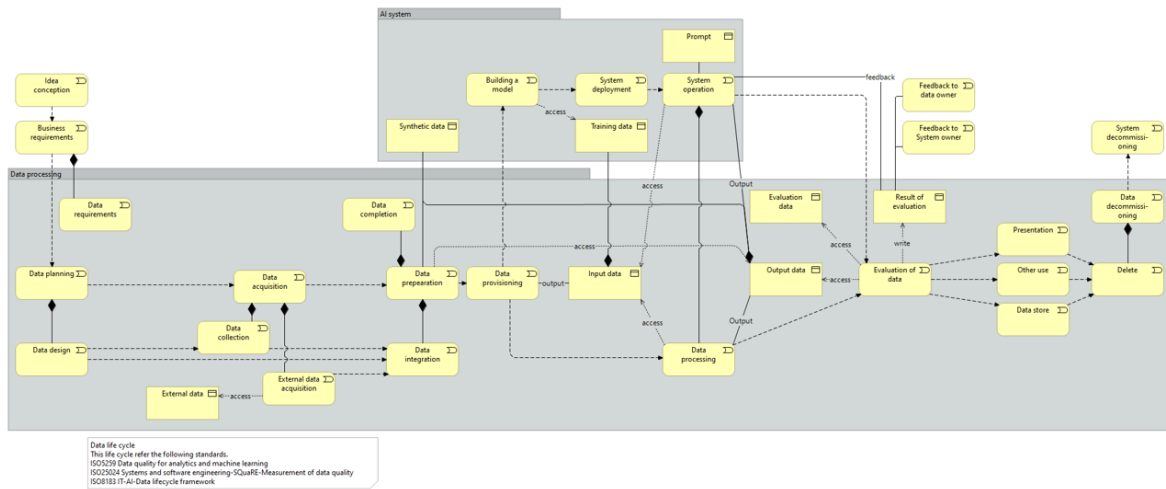 AI system
Prompt
Idea
conception
Building a
model
System
deployment
System
operation
feedback
Feedback to
data owner
access
Business
requirements
Synthetic data
Training data
Feedback to
System owner
System
decommissi-
oning
Data processing
access
Output
Data
requirements
Data
completion
Evaluation
data
Result of
evaluation
Data
decommissi-
oning
Presentation
access
access
write
Data planning
Data
acquisition
Data
prepearation
Data
provisioning
output
Input data
Output data
access
Evaluation of
data
Other use
Delete
Data
collection
access
Output
Data store
Data design
Data
integration
Data
processing
External data
access
External data
acquisition
Data life cycle
This life cycle refer the following standards.
ISO5259 Data quality for analytics and machine learning
ISO25024 Systems and software engineering-SQuaRE-Measurement of data quality
ISO8183 IT-AI-Data lifecycle framework